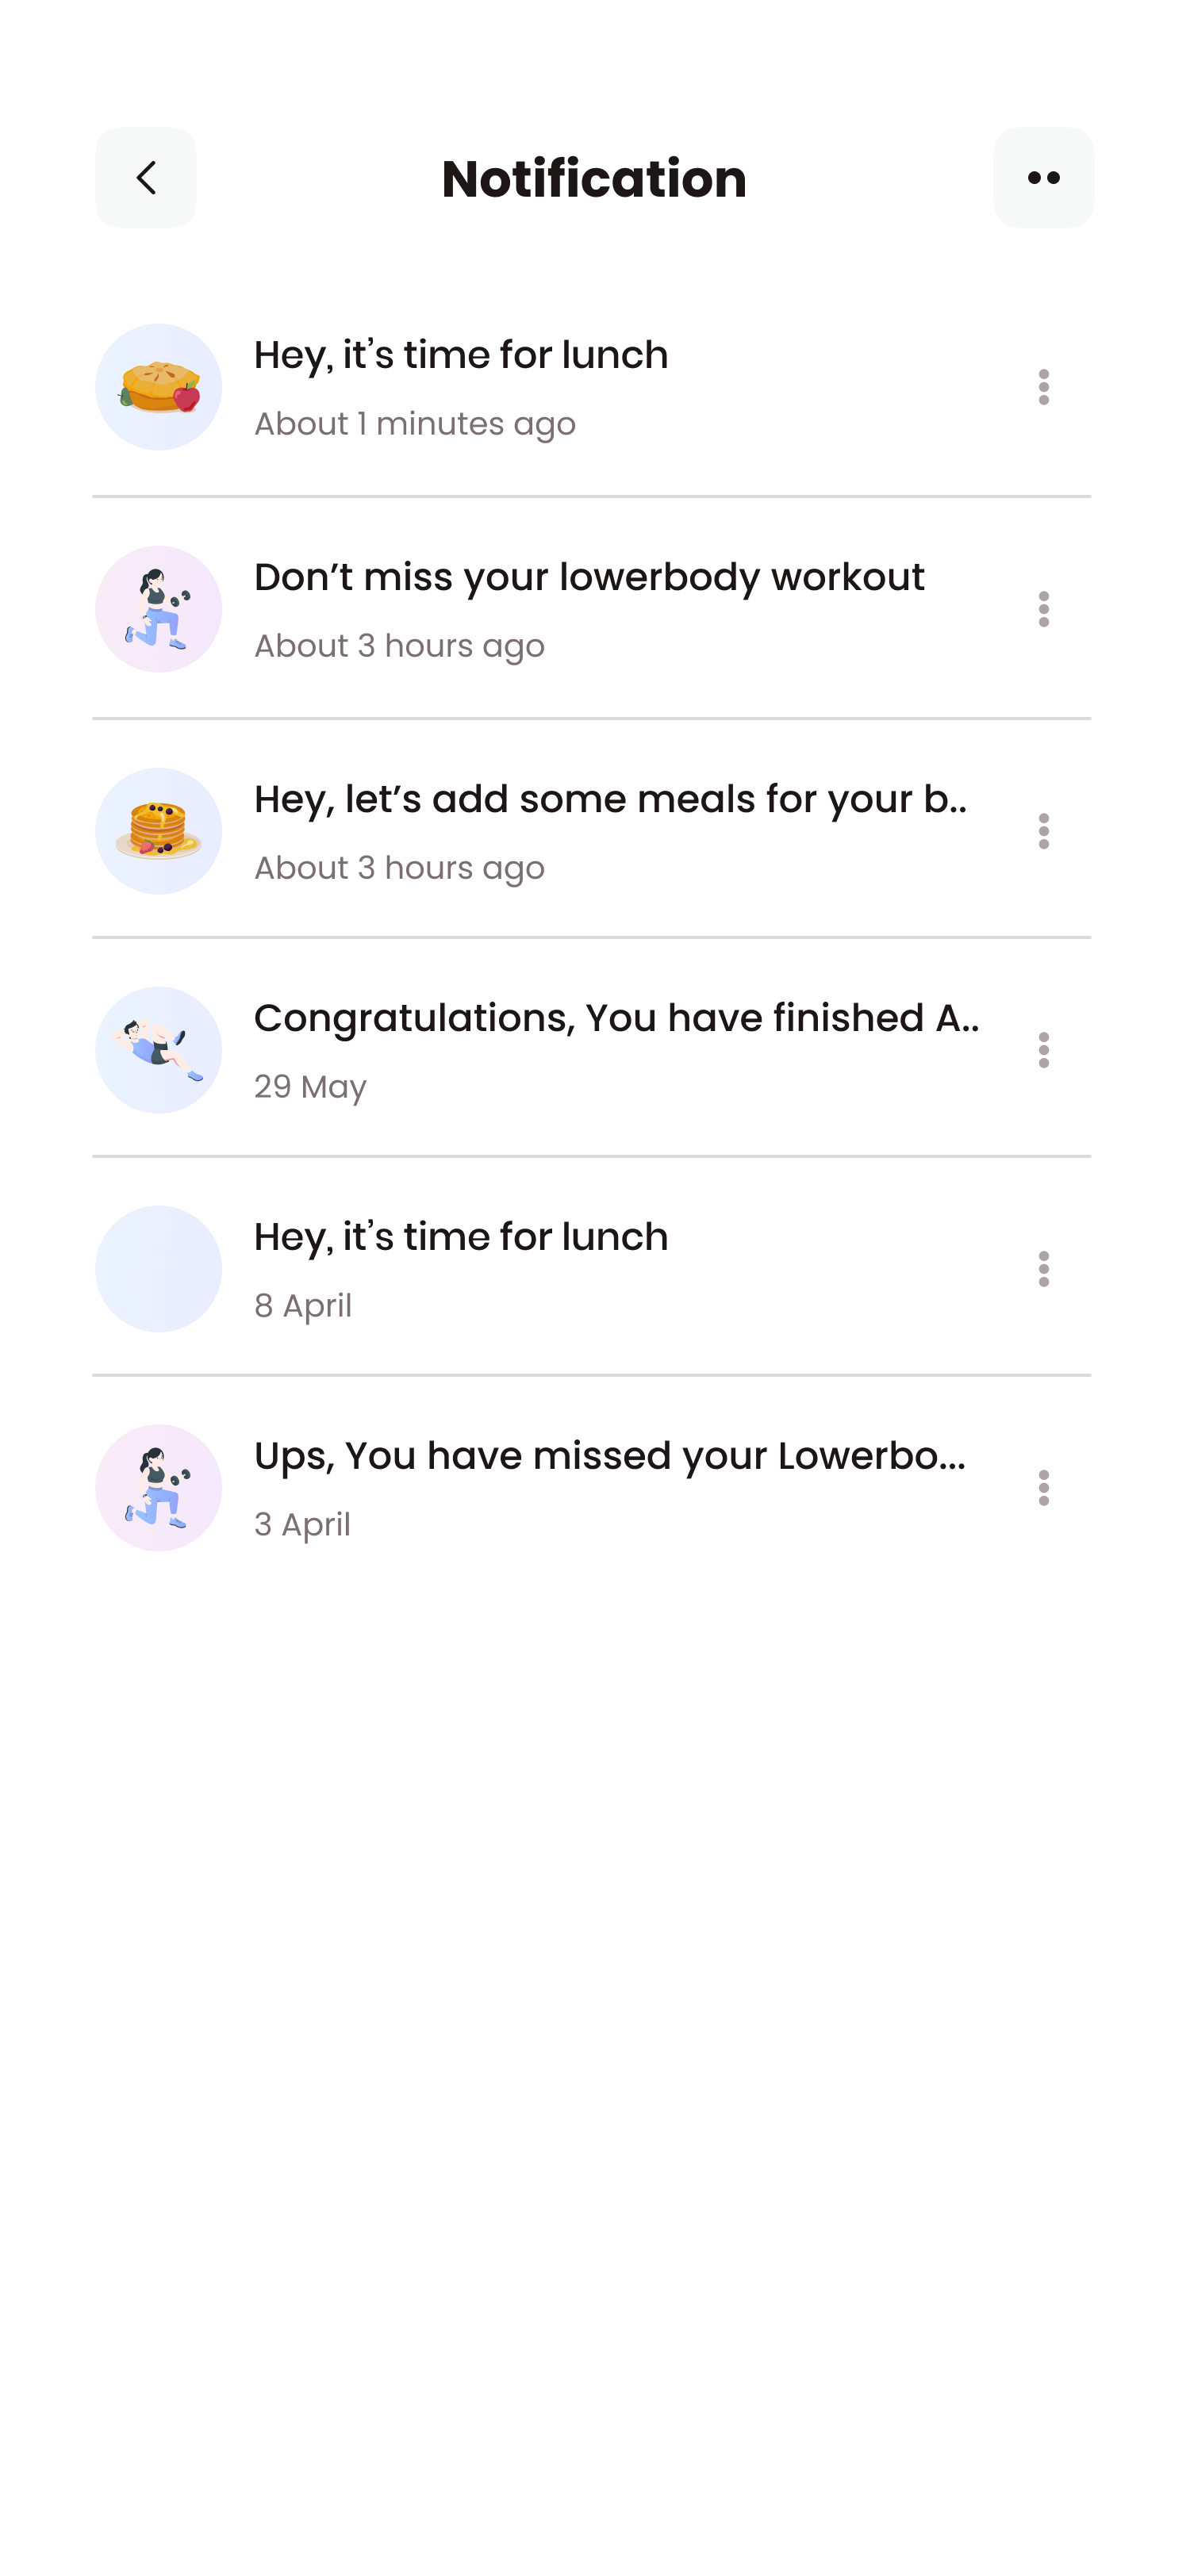 Notification
Hey, it’s time for lunch
About 1 minutes ago
Don’t miss your lowerbody workout
About 3 hours ago
Hey, let’s add some meals for your b..
About 3 hours ago
Congratulations, You have finished A..
29 May
Hey, it’s time for lunch
8 April
Ups, You have missed your Lowerbo...
3 April